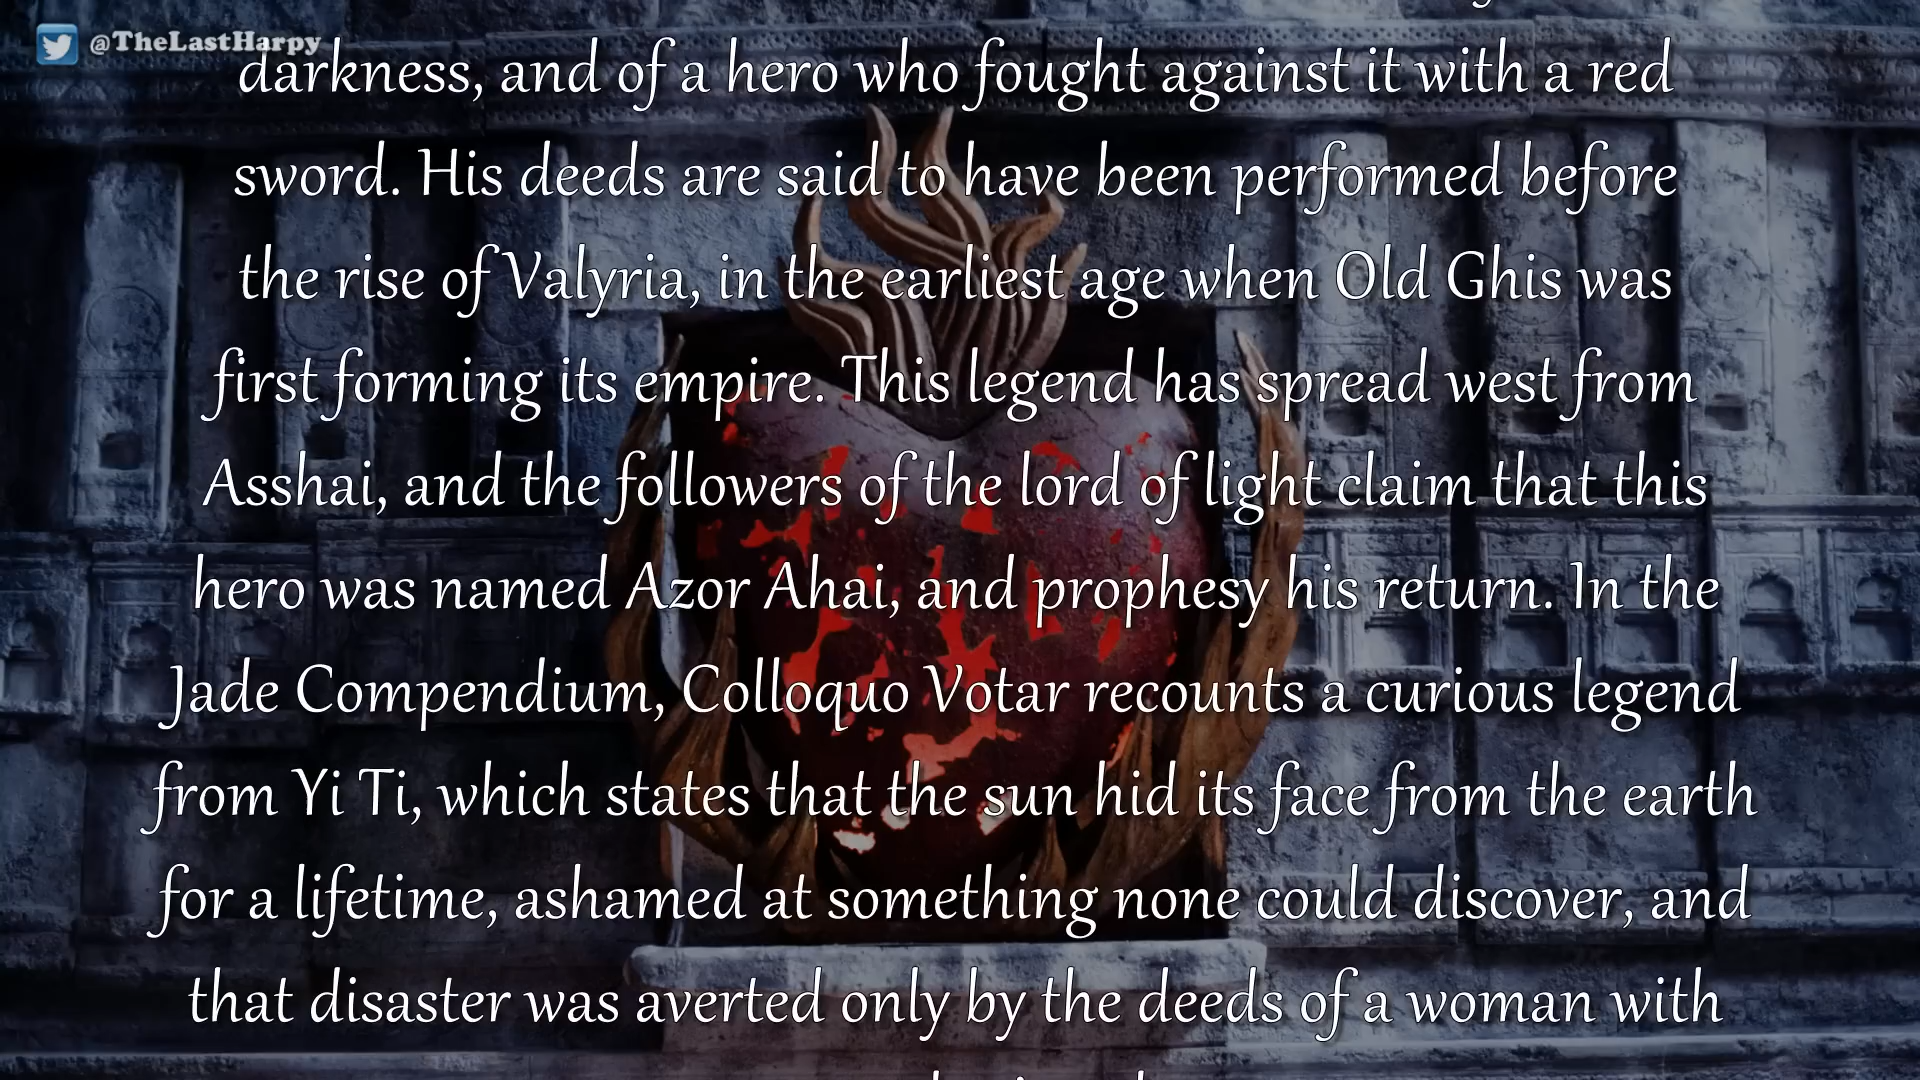 @TheLastHarpy
darkness, and of a hero who fought against it with a red
sword. His deeds are said to have been performed before
the rise of Valyria, in the earliest age when Old Ghis was
first forming its empire. This legend has spread west from
Asshai, and the followers of the lord of light claim that this
hero was named Azor Ahai, and prophesy his return. In the
Jade Compendium, Colloquo Votar recounts a curious legend
from Yi Ti, which states that the sun hid its face from the earth
for a lifetime, ashamed at something none could discover, and
that disaster was averted only by the deeds of a woman with